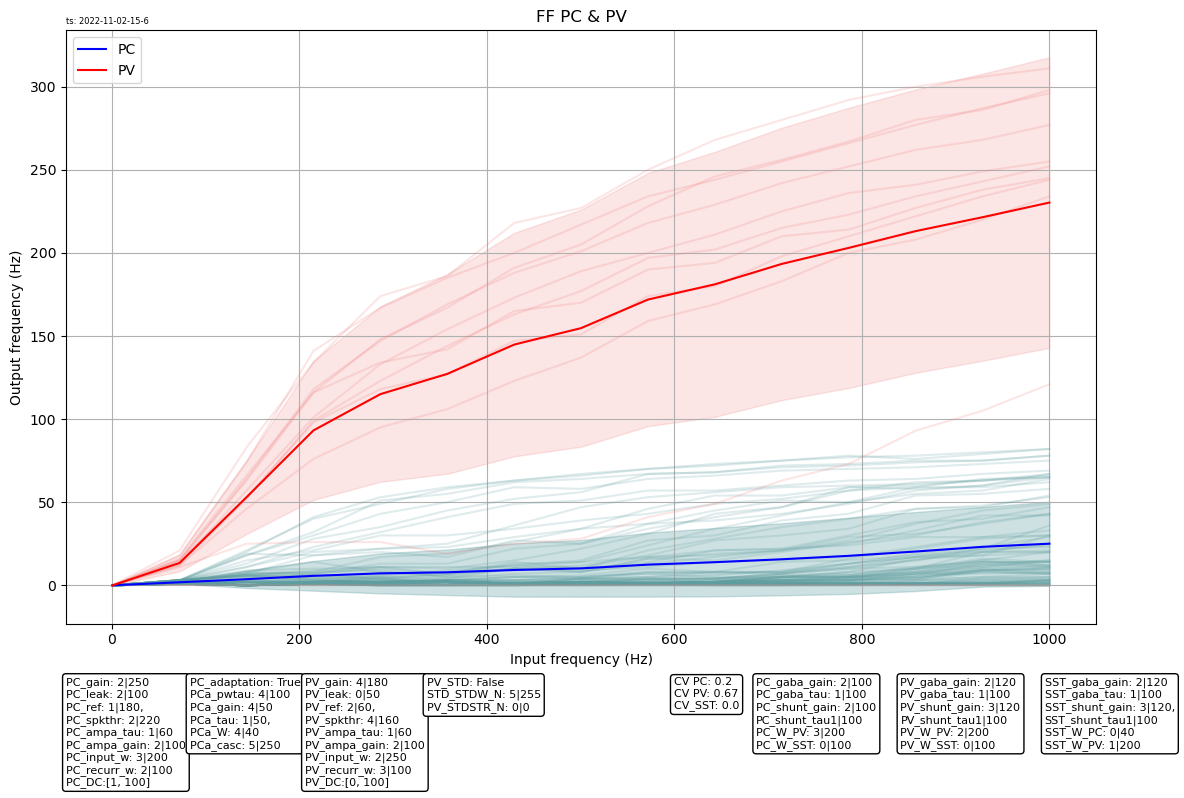 FF PC & PV
ts: 2022-11-02-15-6
PC
PV
Output frequency (Hz)
300
250
200
150
100
50
0
0
200
400
600
800
1000
Input frequency (Hz)
PC_gain: 2|250
PC_leak: 2|100
PC_ref: 1|180,
PC_spkthr: 2|220
PC_ampa_tau: 1|60
PC_ampa_gain: 2|100
PC_input_w: 3|200
PC_recurr_w: 2|100
PC_DC:[1, 100]
PC_adaptation: True
PCa_pwtau: 4|100
PCa_gain: 4|50
PCa_tau: 1|50,
PCa_W: 4|40
PCa_casc: 5|250
PV_gain: 4|180
PV_leak: 0|50
PV_ref: 2|60,
PV_spkthr: 4|160
PV_ampa_tau: 1|60
PV_ampa_gain: 2|100
PV_input_w: 2|250
PV_recurr_w: 3|100
PV_DC:[0, 100]
PV_STD: False
STD_STDW_N: 5|255
PV_STDSTR_N: 0|0
CV PC: 0.2
CV PV: 0.67
CV_SST: 0.0
PC_gaba_gain: 2|100
PC_gaba_tau: 1|100
PC_shunt_gain: 2|100
PC_shunt_tau1|100
PC_W_PV: 3|200
PC_W_SST: 0|100
PV_gaba_gain: 2|120
PV_gaba_tau: 1|100
PV_shunt_gain: 3|120
PV_shunt_tau1|100
PV_W_PV: 2|200
PV_W_SST: 0|100
SST_gaba_gain: 2|120
SST_gaba_tau: 1|100
SST_shunt_gain: 3|120,
SST_shunt_tau1|100
SST_W_PC: 0|40
SST_W_PV: 1|200